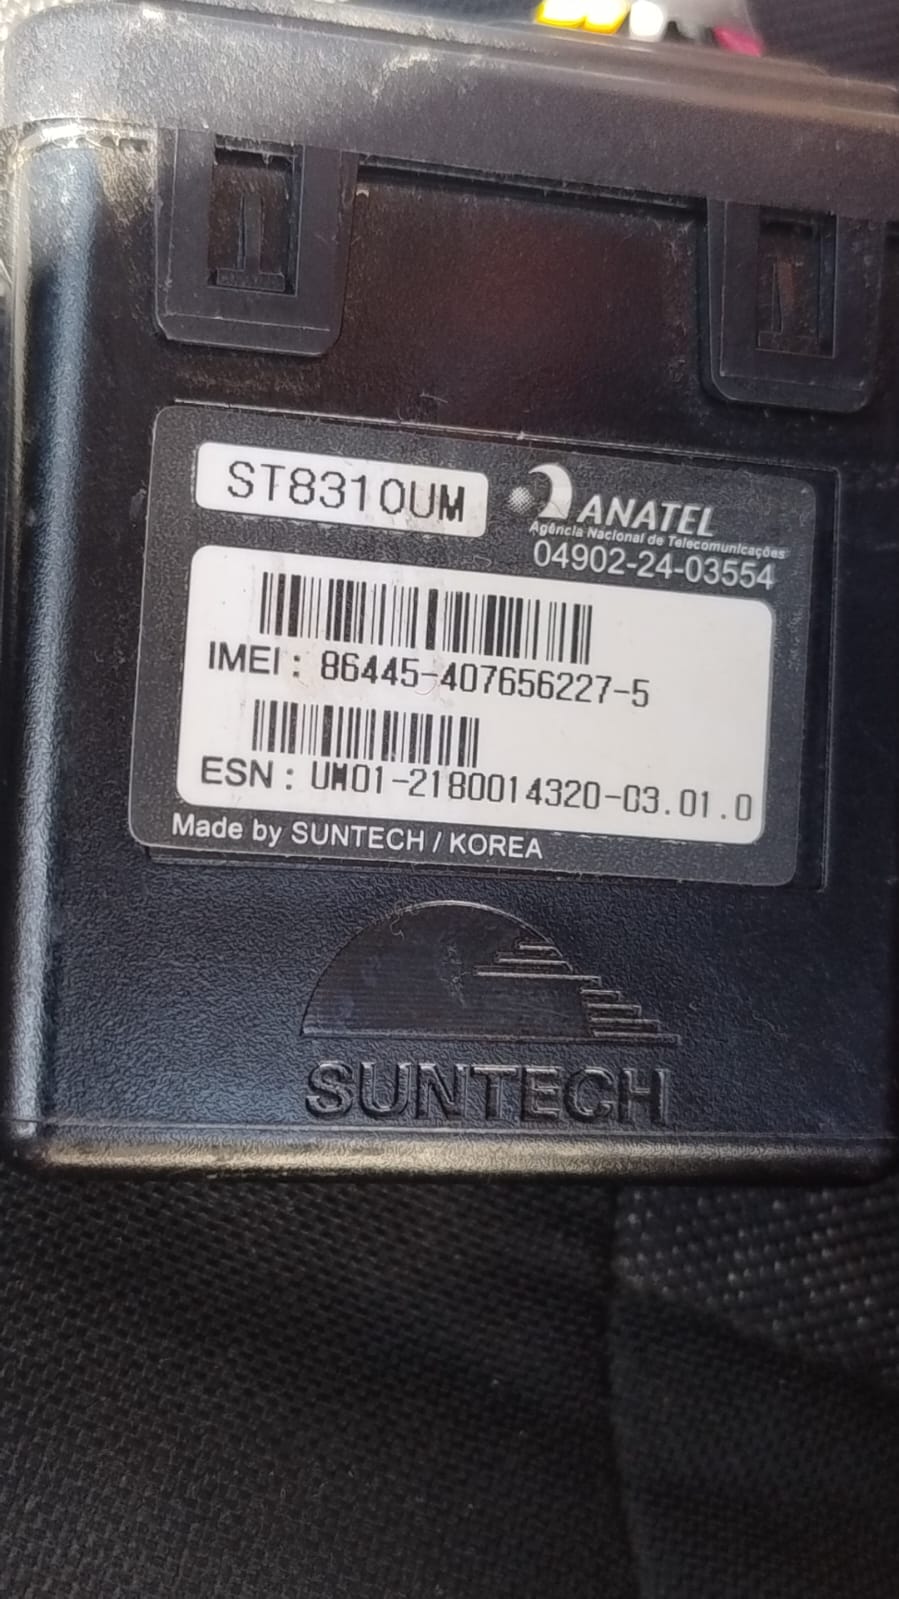 ST8310UM
ANATEL
Agência Nacional de Telecomunicações
04902-24-03554
IMEI : 86445-407656227-5
ESN : UM01-2180014320-03.01.0
Made by SUNTECH / KOREA
SUNTECH